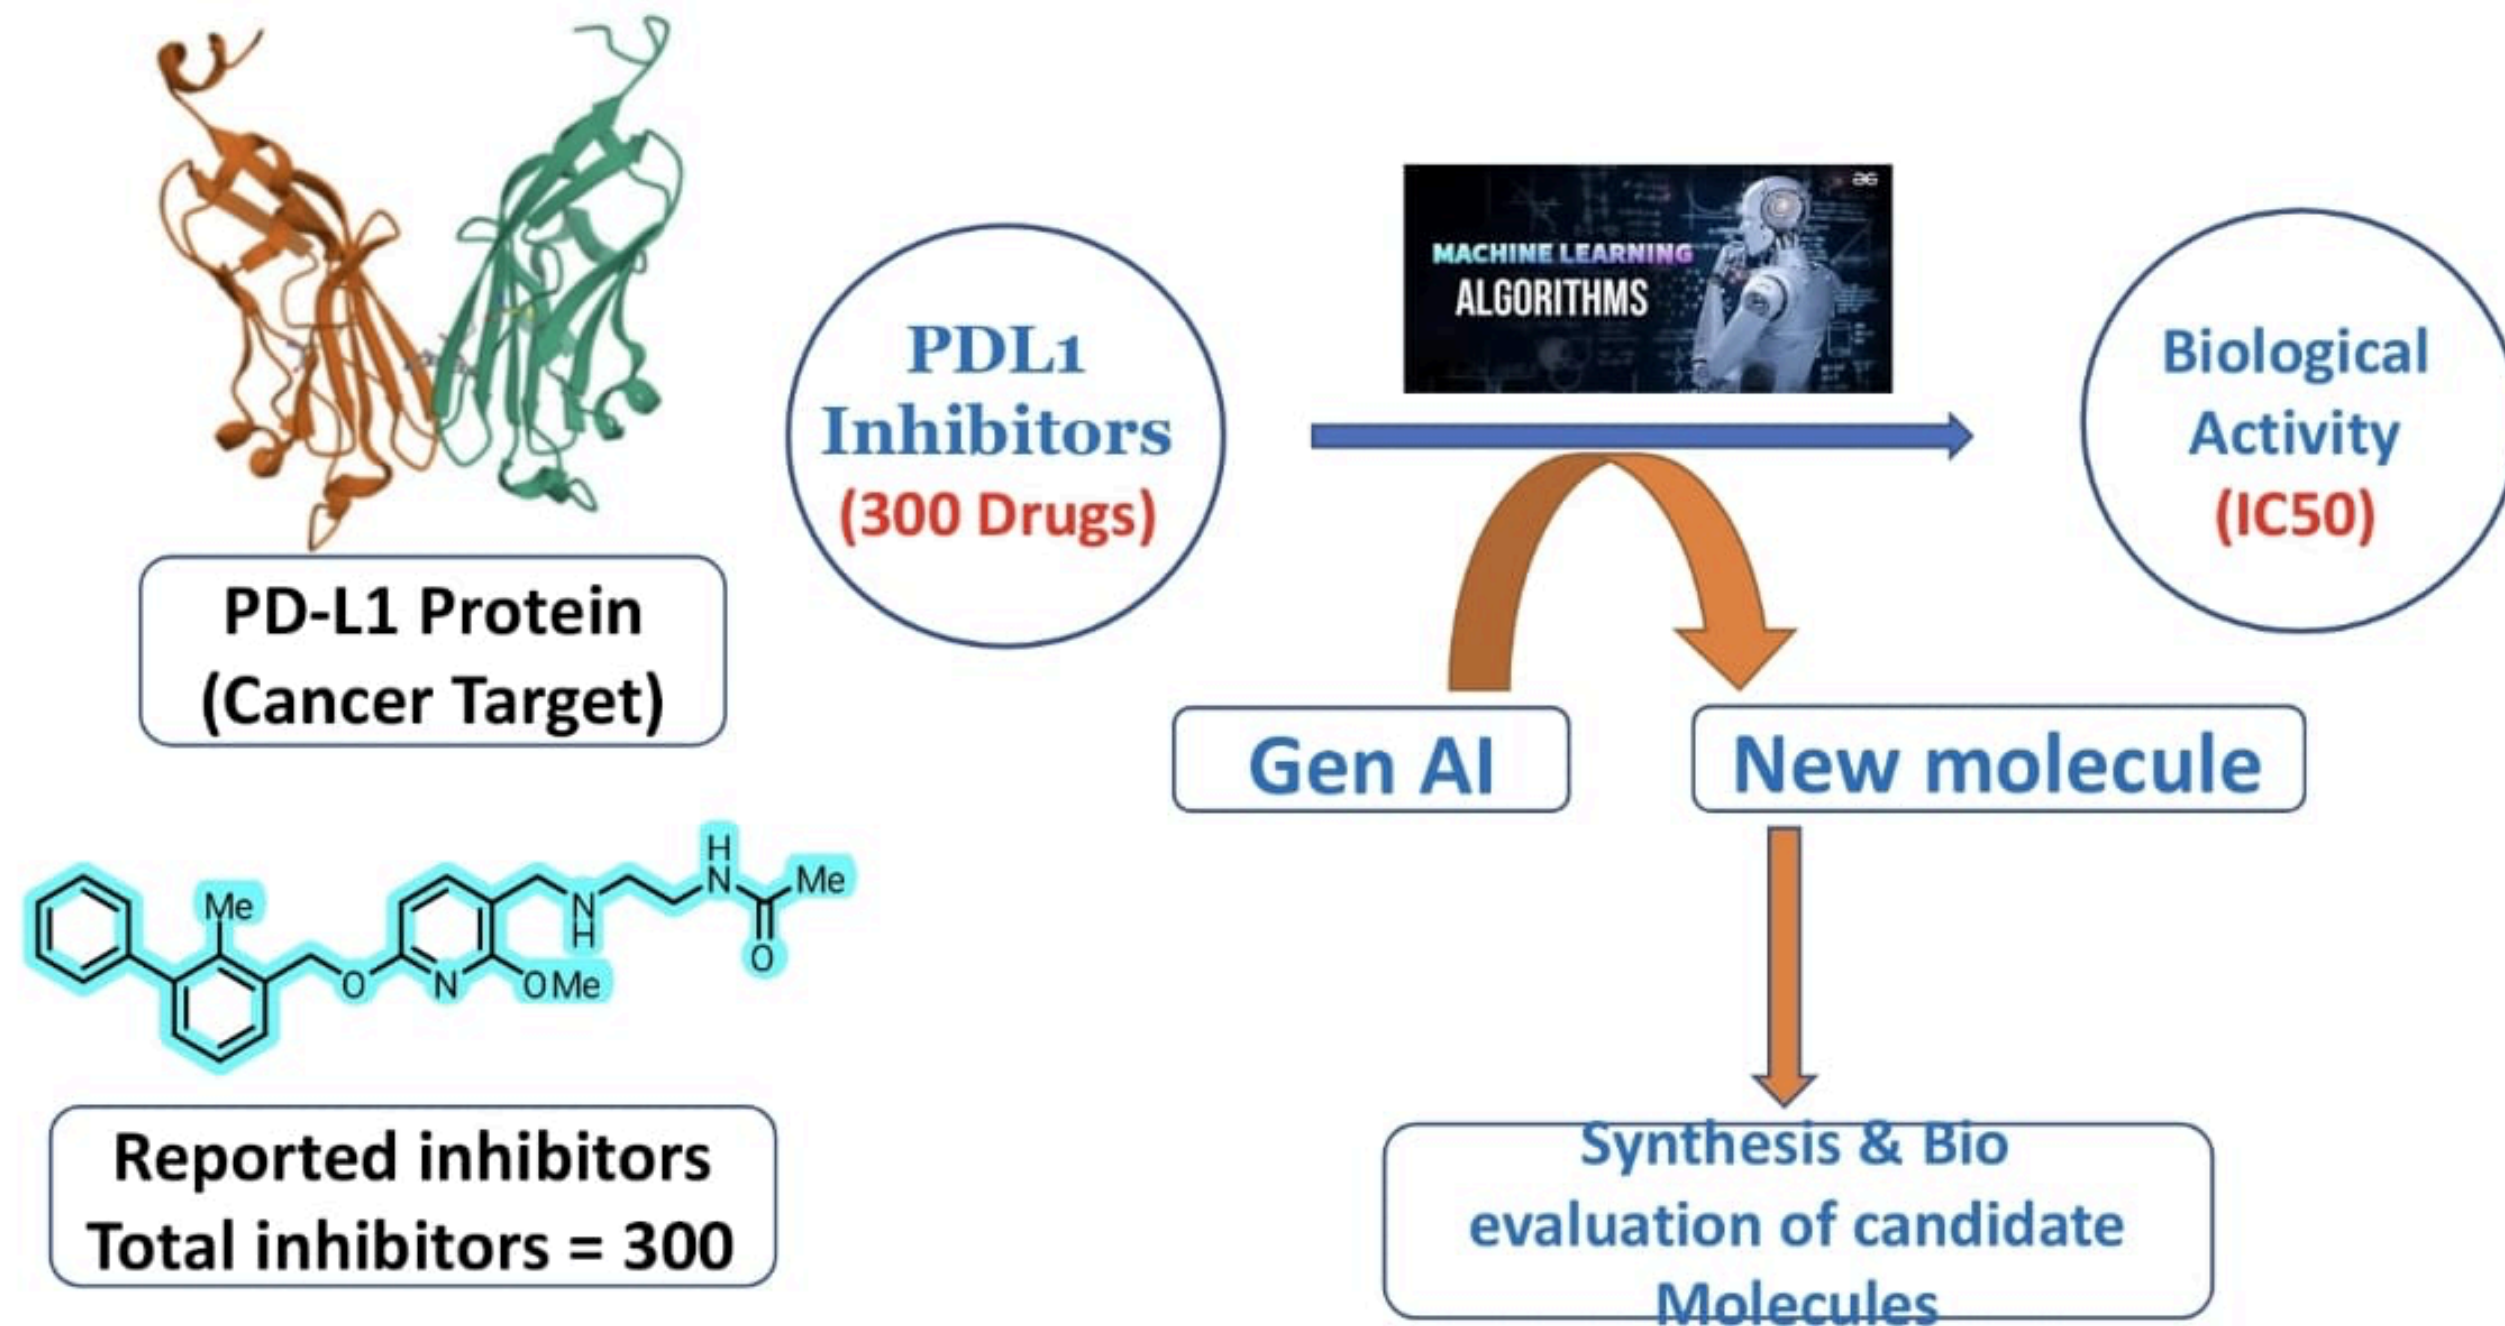 PD-L1 Protein
(Cancer Target)
H
N
Me
O
N
H
Me
O
N
OMe
Reported inhibitors
Total inhibitors = 300
PDL1
Inhibitors
(300 Drugs)
MACHINE LEARNING
ALGORITHMS
Biological
Activity
(IC50)
Gen AI
New molecule
Synthesis & Bio
evaluation of candidate
Molecules